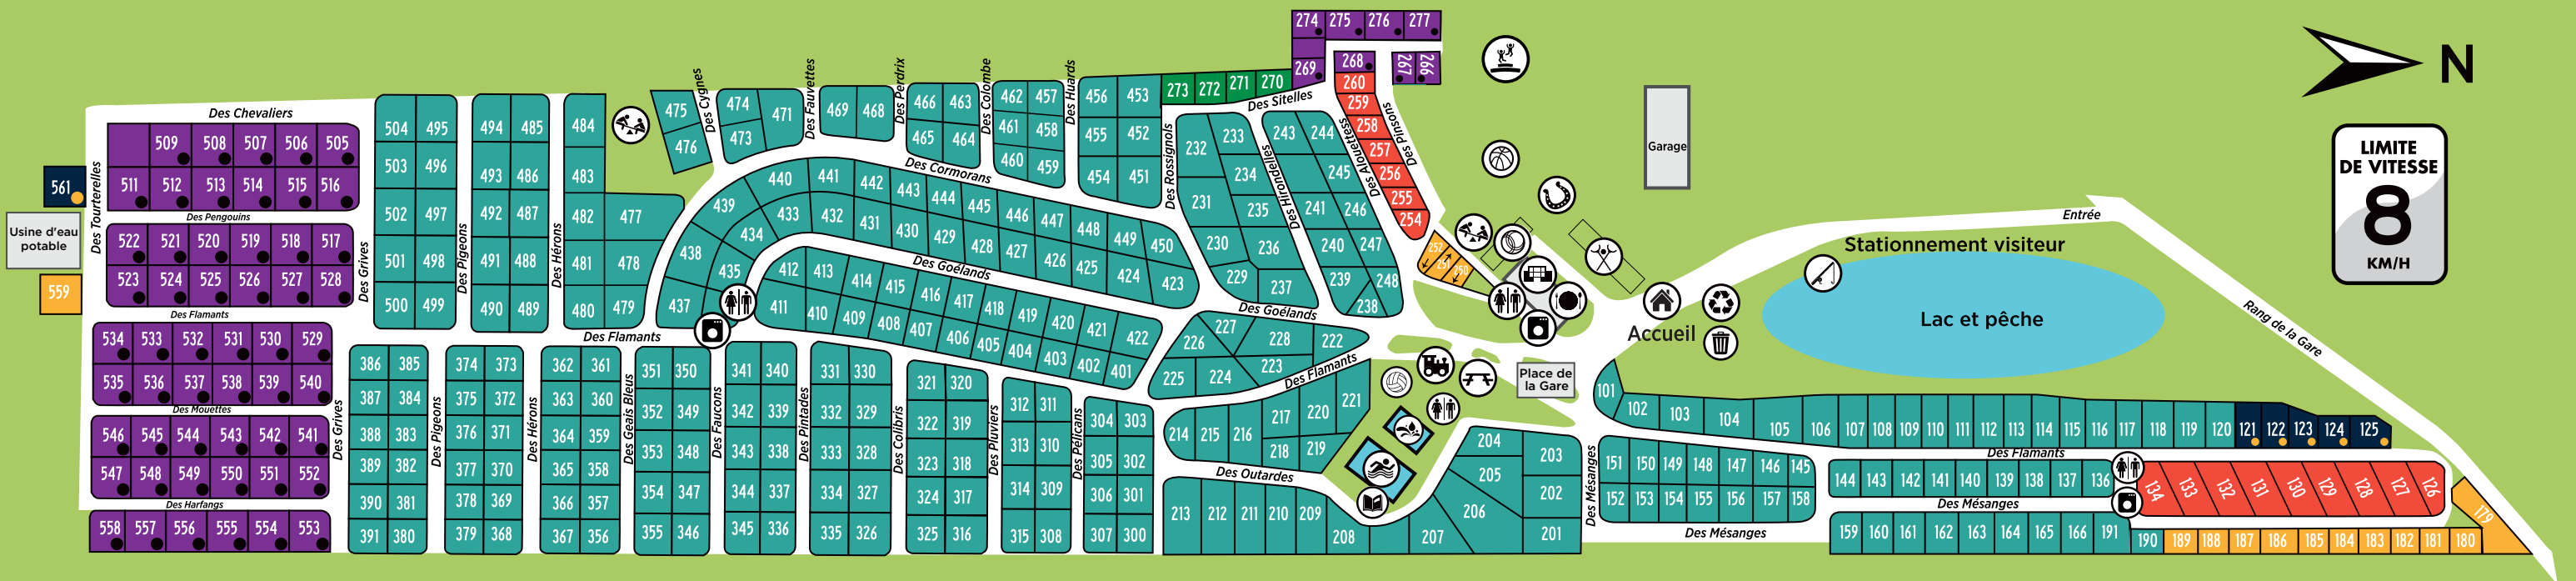 274 275 276 277
269 268 267 266
273 272 271 270
260
259
258
257
256
255
254
252 251 250
Des Sitelles
Des Pinsons
Des Alouettess
Des Hirondelles
Des Rossignols
Des Huards
Des Colombe
Des Perdrix
Des Fauvettes
Des Cygnes
Des Chevaliers
509 508 507 506 505
511 512 513 514 515 516
Des Pengouins
522 521 520 519 518 517
523 524 525 526 527 528
Des Flamants
534 533 532 531 530 529
535 536 537 538 539 540
Des Mouettes
546 545 544 543 542 541
547 548 549 550 551 552
Des Harfangs
558 557 556 555 554 553
561
Usine d'eau
potable
559
Des Tourterelles
Des Grives
504 495
503 496
502 497
501 498
500 499
Des Pigeons
494 485
493 486
492 487
491 488
490 489
Des Hérons
484
483
482 477
481 478
480 479
Des Flamants
475
476
474 471
473
469 468
466 463
465 464
462 457
461 458
460 459
456 453
455 452
454 451
Des Cormorans
437 438 439 440 441 442 443 444 445 446 447 448 449 450
435 434 433 432 431 430 429 428 427 426 425 424 423
Des Goélands
412 413 414 415 416 417 418 419 420 421 422
411 410 409 408 407 406 405 404 403 402 401
232 233
231 234
230 235
229 236
237
243 244
245
241 246
240 247
239 248
238
Des Goélands
227 228 222
226 223
225 224
Des Flamants
214 215 216 217 220 221
218 219
Des Outardes
213 212 211 210 209 208 207 206
204 203
205 202
201
Des Grives
386 385
387 384
388 383
389 382
390 381
391 380
Des Pigeons
374 373
375 372
376 371
377 370
378 369
379 368
Des Hérons
362 361
363 360
364 359
365 358
366 357
367 356
Des Geais Bleus
351 350
352 349
353 348
354 347
355 346
Des Faucons
341 340
342 339
343 338
344 337
345 336
Des Pintades
331 330
332 329
333 328
334 327
335 326
Des Colibris
321 320
322 319
323 318
324 317
325 316
Des Pluviers
312 311
313 310
314 309
315 308
Des Pélicans
304 303
305 302
306 301
307 300
Garage
Accueil
Place de
la Gare
Stationnement visiteur
Lac et pêche
Entrée
Rang de la Gare
101 102 103 104 105 106 107 108 109 110 111 112 113 114 115 116 117 118 119 120 121 122 123 124 125
Des Flamants
Des Mésanges
151 150 149 148 147 146 145
152 153 154 155 156 157 158
Des Mésanges
144 143 142 141 140 139 138 137 136
134 133 132 131 130 129 128 127 126
Des Mésanges
159 160 161 162 163 164 165 166 191 190 189 188 187 186 185 184 183 182 181 180 179
N
LIMITE
DE VITESSE
8
KM/H